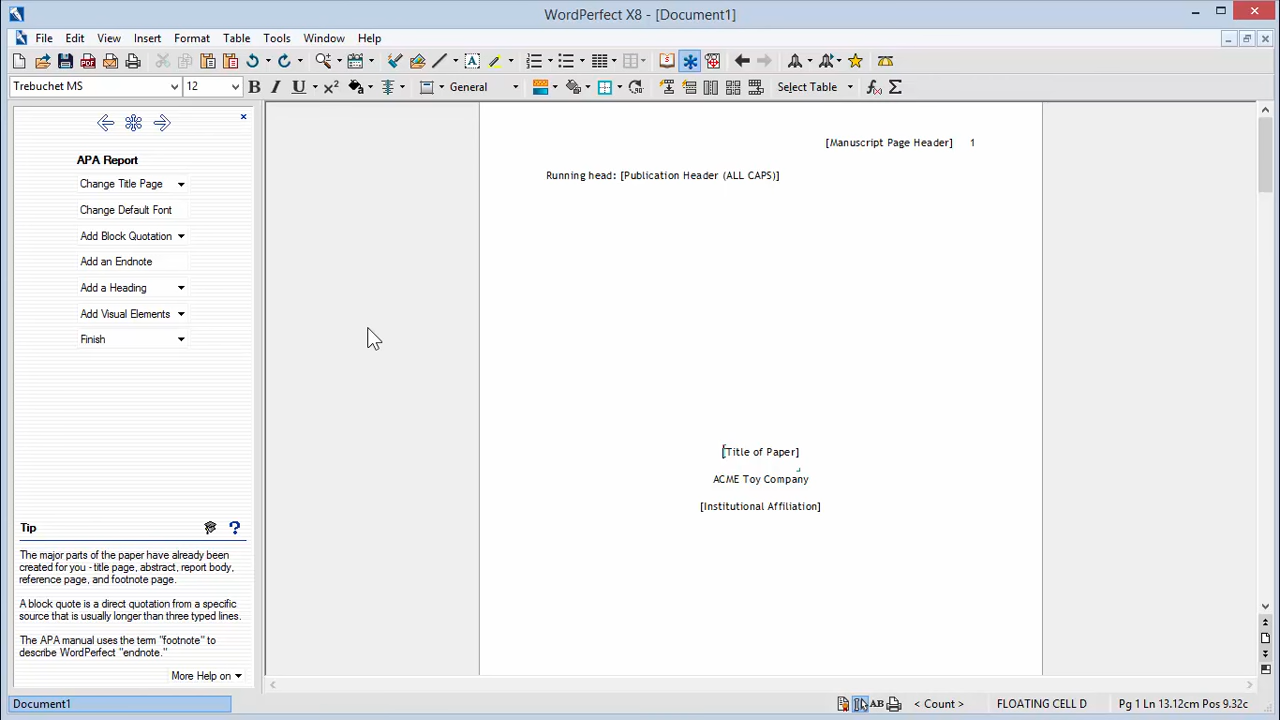 WordPerfect X8 - [Document1]
File Edit View Insert Format Table Tools Window Help
Trebuchet MS 12 B I U General Select Table
APA Report
Change Title Page
Change Default Font
Add Block Quotation
Add an Endnote
Add a Heading
Add Visual Elements
Finish
Tip
The major parts of the paper have already been
created for you - title page, abstract, report body,
reference page, and footnote page.
A block quote is a direct quotation from a specific
source that is usually longer than three typed lines.
The APA manual uses the term "footnote" to
describe WordPerfect "endnote."
More Help on
[Manuscript Page Header] 1
Running head: [Publication Header (ALL CAPS)]
[Title of Paper]
ACME Toy Company
[Institutional Affiliation]
Document1 AB < Count > FLOATING CELL D Pg 1 Ln 13.12cm Pos 9.32c